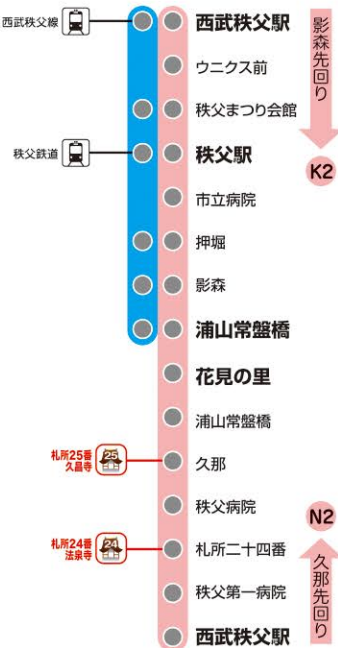 西武秩父線
西武秩父駅
影森先回り
ウニクス前
秩父まつり会館
秩父鉄道
秩父駅
K2
市立病院
押堀
影森
浦山常盤橋
花見の里
浦山常盤橋
札所25番
久昌寺
25
久那
秩父病院
N2
札所24番
法泉寺
24
札所二十四番
久那先回り
秩父第一病院
西武秩父駅